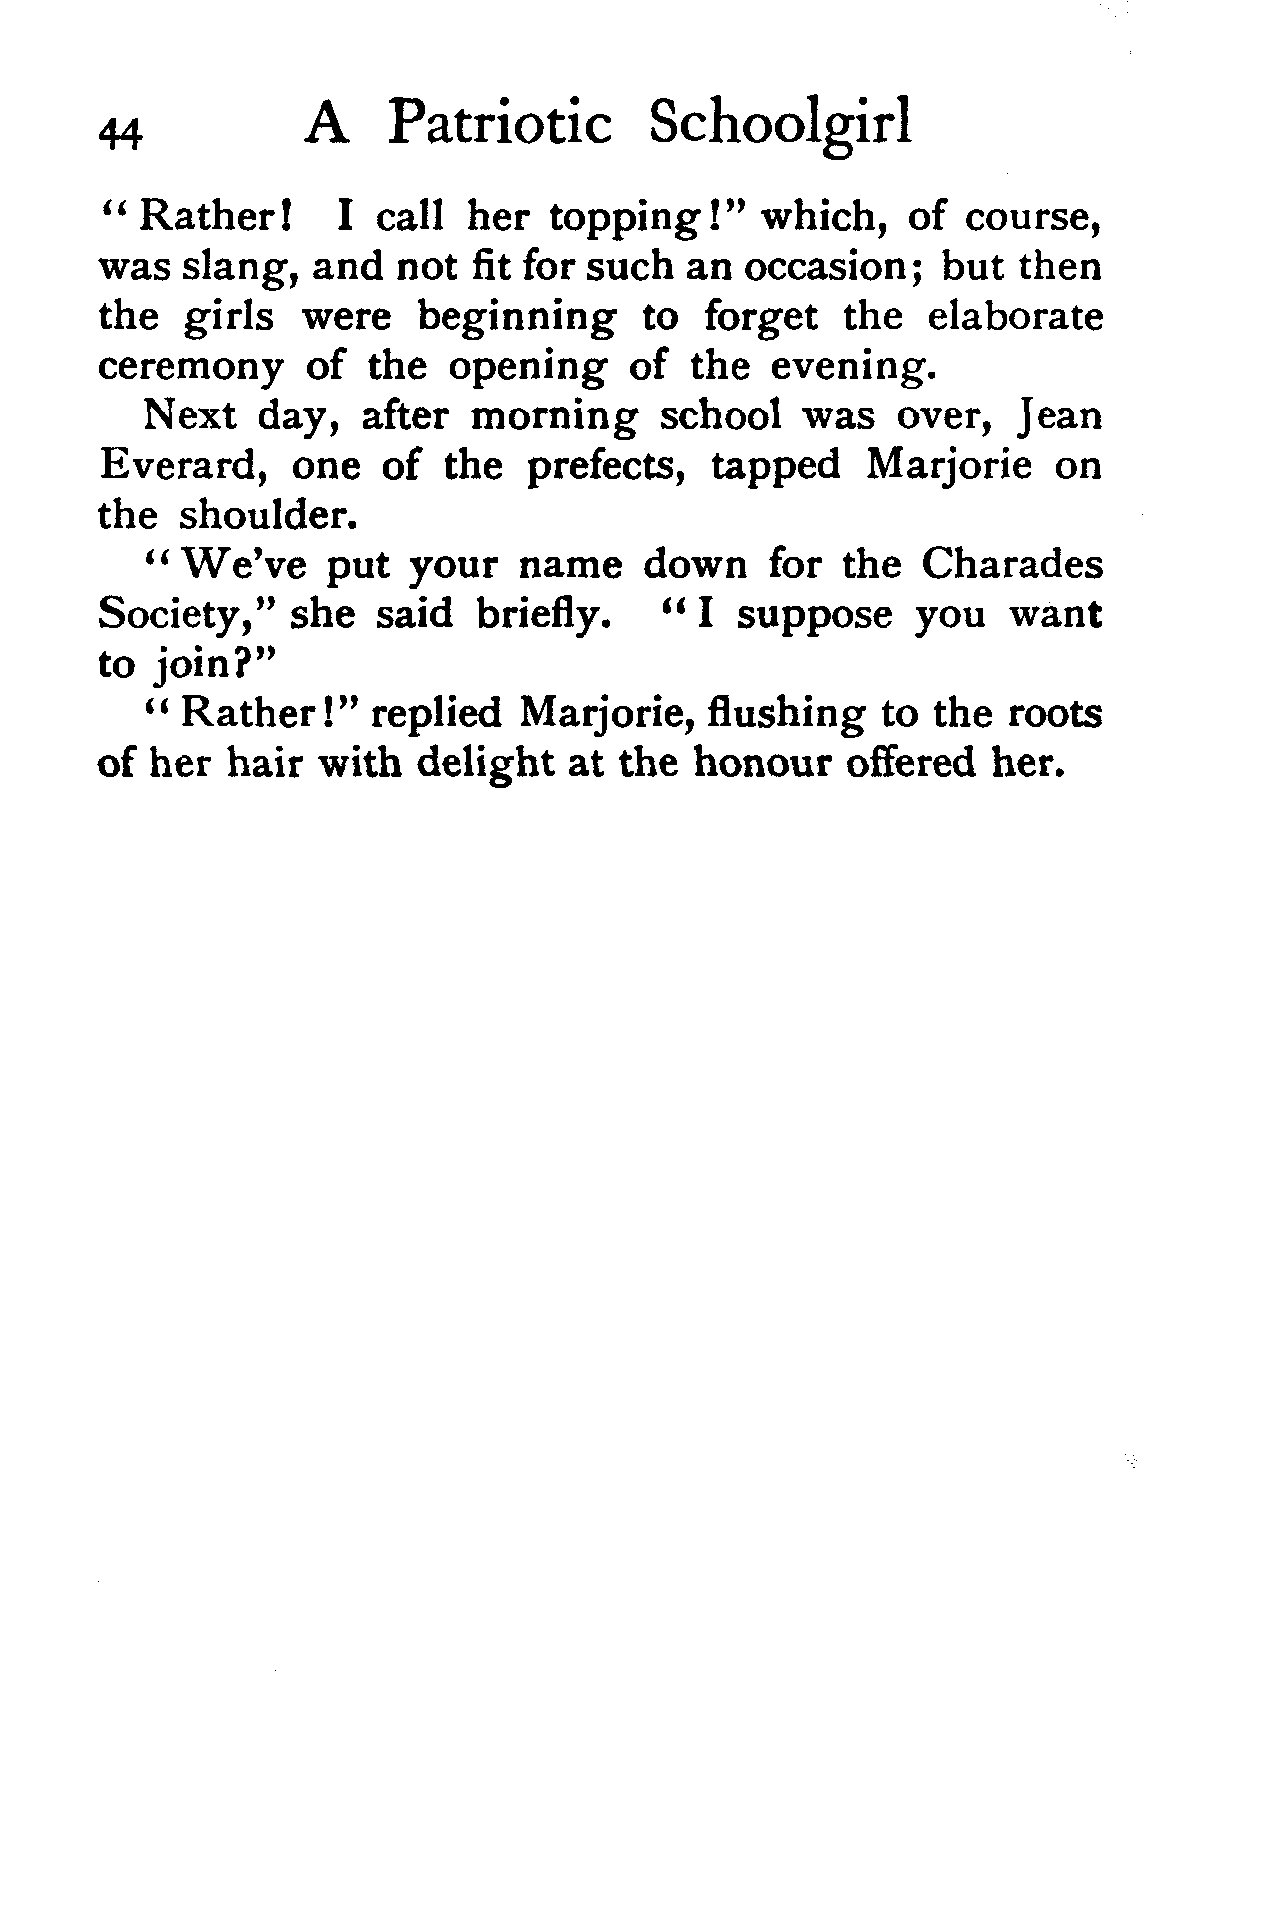 44 A Patriotic Schoolgirl
“Rather! I call her topping!” which, of course,
was slang, and not fit for such an occasion; but then
the girls were beginning to forget the elaborate
ceremony of the opening of the evening.
Next day, after morning school was over, Jean
Everard, one of the prefects, tapped Marjorie on
the shoulder.
“We’ve put your name down for the Charades
Society,” she said briefly. “I suppose you want
to join?”
“Rather!” replied Marjorie, flushing to the roots
of her hair with delight at the honour offered her.